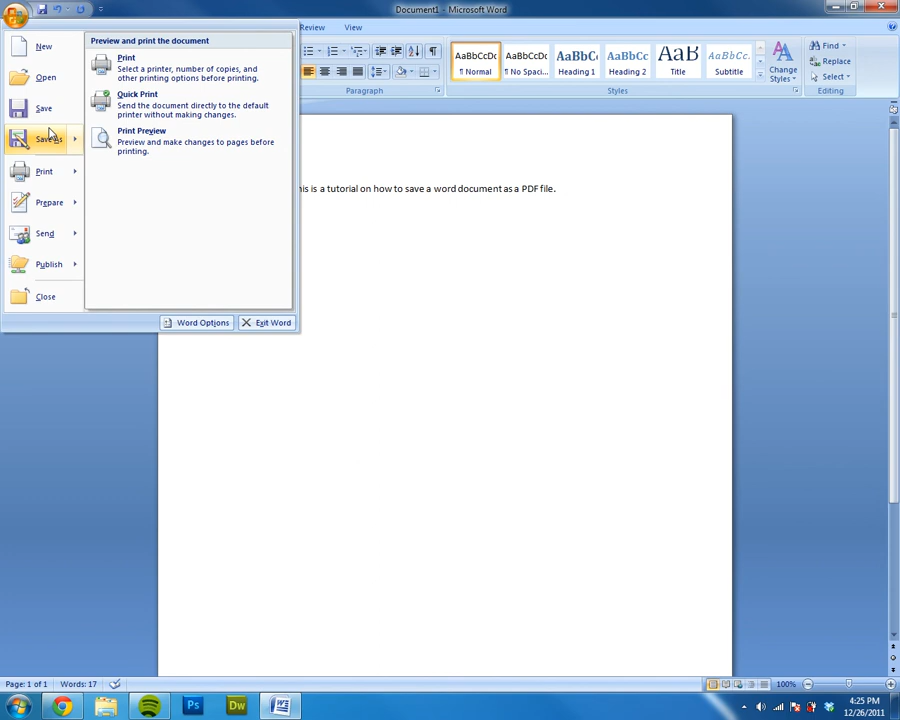 Document1 - Microsoft Word
Review View
New
Open
Save
Save As
Print
Prepare
Send
Publish
Close
Preview and print the document
Print
Select a printer, number of copies, and
other printing options before printing.
Quick Print
Send the document directly to the default
printer without making changes.
Print Preview
Preview and make changes to pages before
printing.
Word Options
Exit Word
AaBbCcDc
¶ Normal
AaBbCcDc
¶ No Spaci...
AaBbCc
Heading 1
AaBbCc
Heading 2
AaB
Title
AaBbCc.
Subtitle
Change
Styles
Find
Replace
Select
Paragraph
Styles
Editing
is a tutorial on how to save a word document as a PDF file.
Page: 1 of 1
Words: 17
100%
Ps
Dw
4:25 PM
12/26/2011